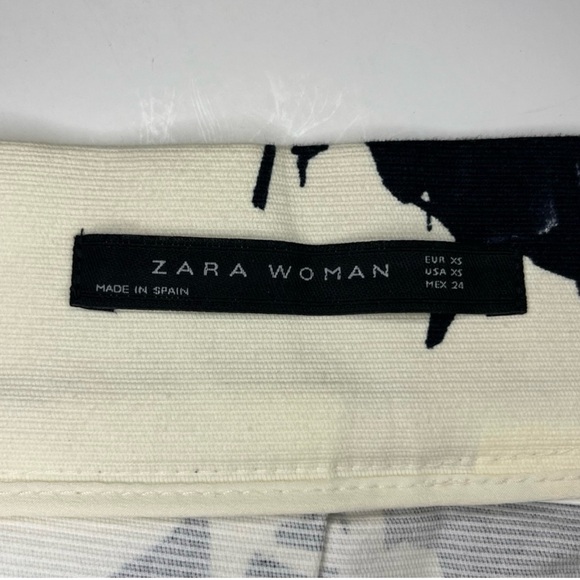 ZARA WOMAN
MADE IN SPAIN
EUR XS
USA XS
MEX 24